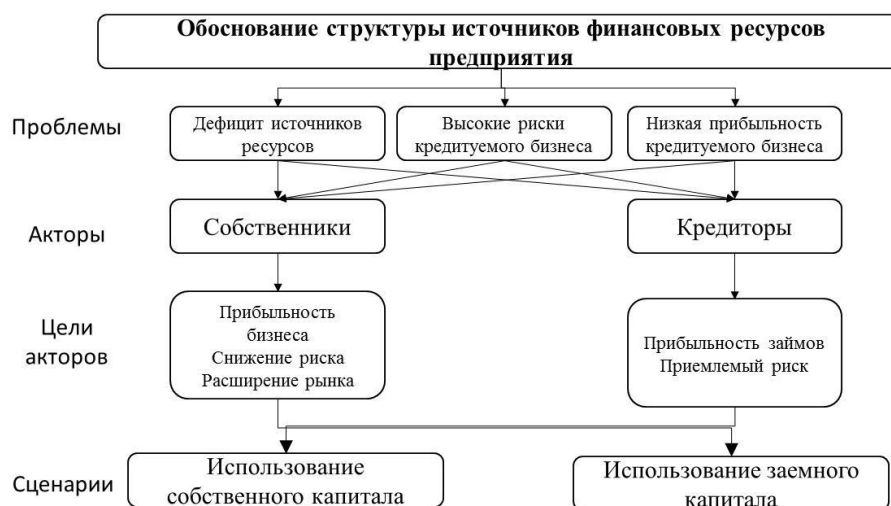 Обоснование структуры источников финансовых ресурсов
предприятия
Проблемы
Дефицит источников
ресурсов
Высокие риски
кредитуемого бизнеса
Низкая прибыльность
кредитуемого бизнеса
Акторы
Собственники
Кредиторы
Цели
акторов
Прибыльность
бизнеса
Снижение риска
Расширение рынка
Прибыльность займов
Приемлемый риск
Сценарии
Использование
собственного капитала
Использование заемного
капитала